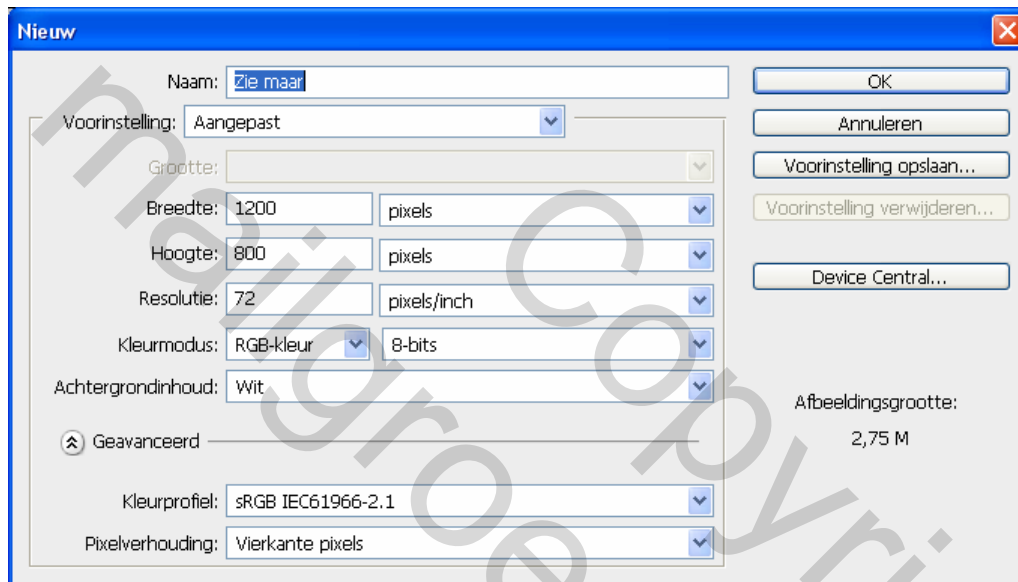 Nieuw
Naam: Zie maar
OK
Voorinstelling: Aangepast
Annuleren
Grootte:
Voorinstelling opslaan...
Breedte: 1200 pixels
Voorinstelling verwijderen...
Hoogte: 800 pixels
Device Central...
Resolutie: 72 pixels/inch
Kleurmodus: RGB-kleur 8-bits
Achtergrondinhoud: Wit
Afbeeldingsgrootte:
2,75 M
Geavanceerd
Kleurprofiel: sRGB IEC61966-2.1
Pixelverhouding: Vierkante pixels
mailgroe
Copyri